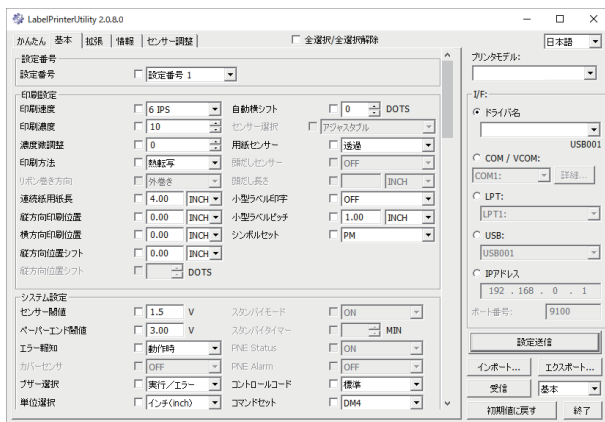 LabelPrinterUtility 2.0.8.0
かんたん 基本 拡張 情報 センサー調整 全選択/全選択解除 日本語
設定番号
設定番号 設定番号 1
印刷設定
印刷速度 6 IPS 自動横シフト 0 DOTS
印刷濃度 10 センサー選択 アジャスタブル
濃度微調整 0 用紙センサー 透過
印刷方法 熱転写 頭だしセンサー OFF
リボン巻き方向 外巻き 頭だし長さ INCH
連続紙用紙長 4.00 INCH 小型ラベル印字 OFF
縦方向印刷位置 0.00 INCH 小型ラベルピッチ 1.00 INCH
横方向印刷位置 0.00 INCH シンボルセット PM
縦方向位置シフト 0.00 INCH
縦方向位置シフト DOTS
システム設定
センサー閾値 1.5 V スタンバイモード ON
ペーパーエンド閾値 3.00 V スタンバイタイマー MIN
エラー報知 動作時 PNE Status ON
カバーセンサ OFF PNE Alarm OFF
ブザー選択 実行/エラー コントロールコード 標準
単位選択 インチ(inch) コマンドセット DM4
プリンタモデル:
I/F:
ドライバ名
USB001
COM / VCOM:
COM1: 詳細...
LPT:
LPT1:
USB:
USB001
IPアドレス
192 . 168 . 0 . 1
ポート番号: 9100
設定送信
インポート... エクスポート...
受信 基本
初期値に戻す 終了